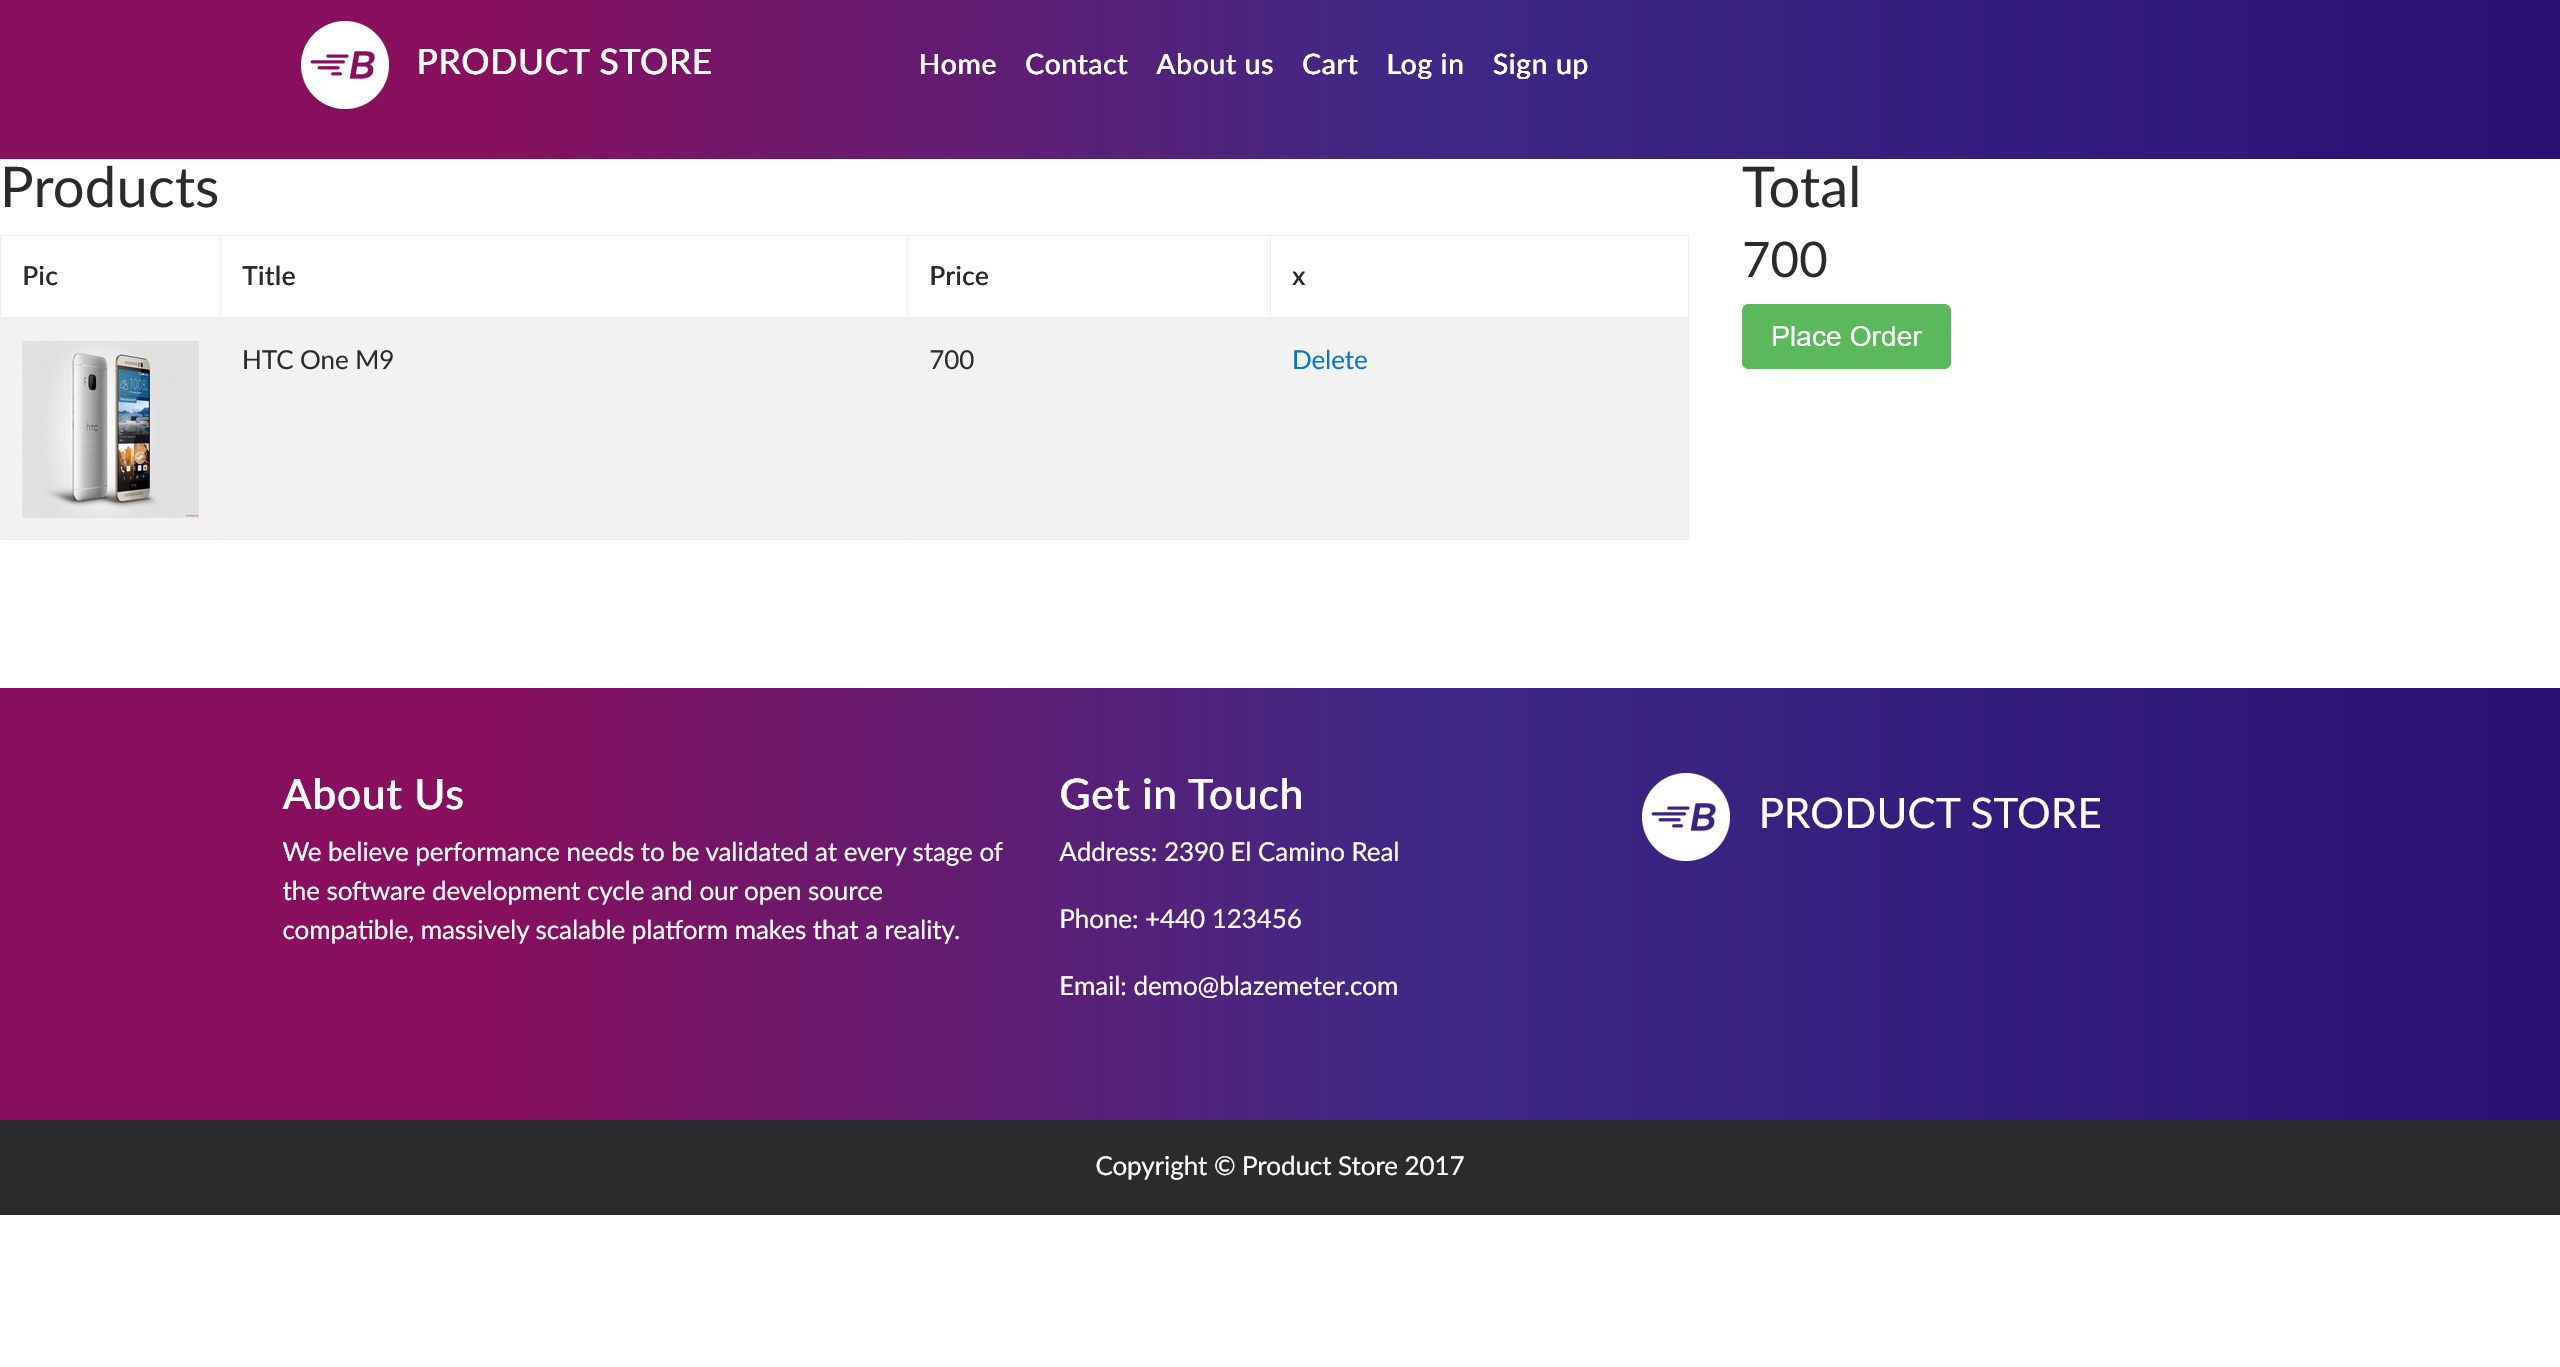 B PRODUCT STORE Home Contact About us Cart Log in Sign up
Products
Pic Title Price x
HTC One M9 700 Delete
htc
10:08
Total
700
Place Order
About Us
We believe performance needs to be validated at every stage of
the software development cycle and our open source
compatible, massively scalable platform makes that a reality.
Get in Touch
Address: 2390 El Camino Real
Phone: +440 123456
Email: demo@blazemeter.com
B PRODUCT STORE
Copyright © Product Store 2017